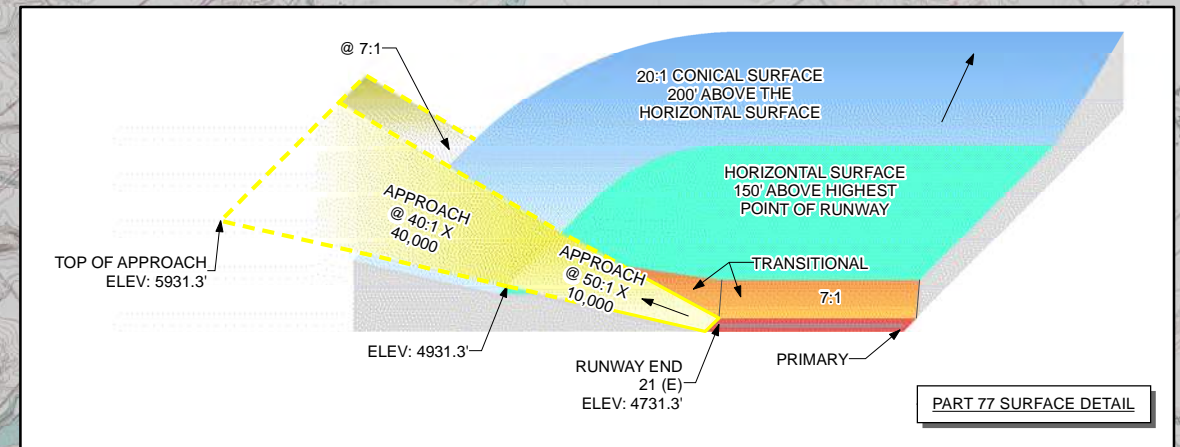 @ 7:1
20:1 CONICAL SURFACE
200' ABOVE THE
HORIZONTAL SURFACE
HORIZONTAL SURFACE
150' ABOVE HIGHEST
POINT OF RUNWAY
APPROACH
@ 40:1 X
40,000
TOP OF APPROACH
ELEV: 5931.3'
APPROACH
@ 50:1 X
10,000
TRANSITIONAL
7:1
ELEV: 4931.3'
RUNWAY END
21 (E)
ELEV: 4731.3'
PRIMARY
PART 77 SURFACE DETAIL